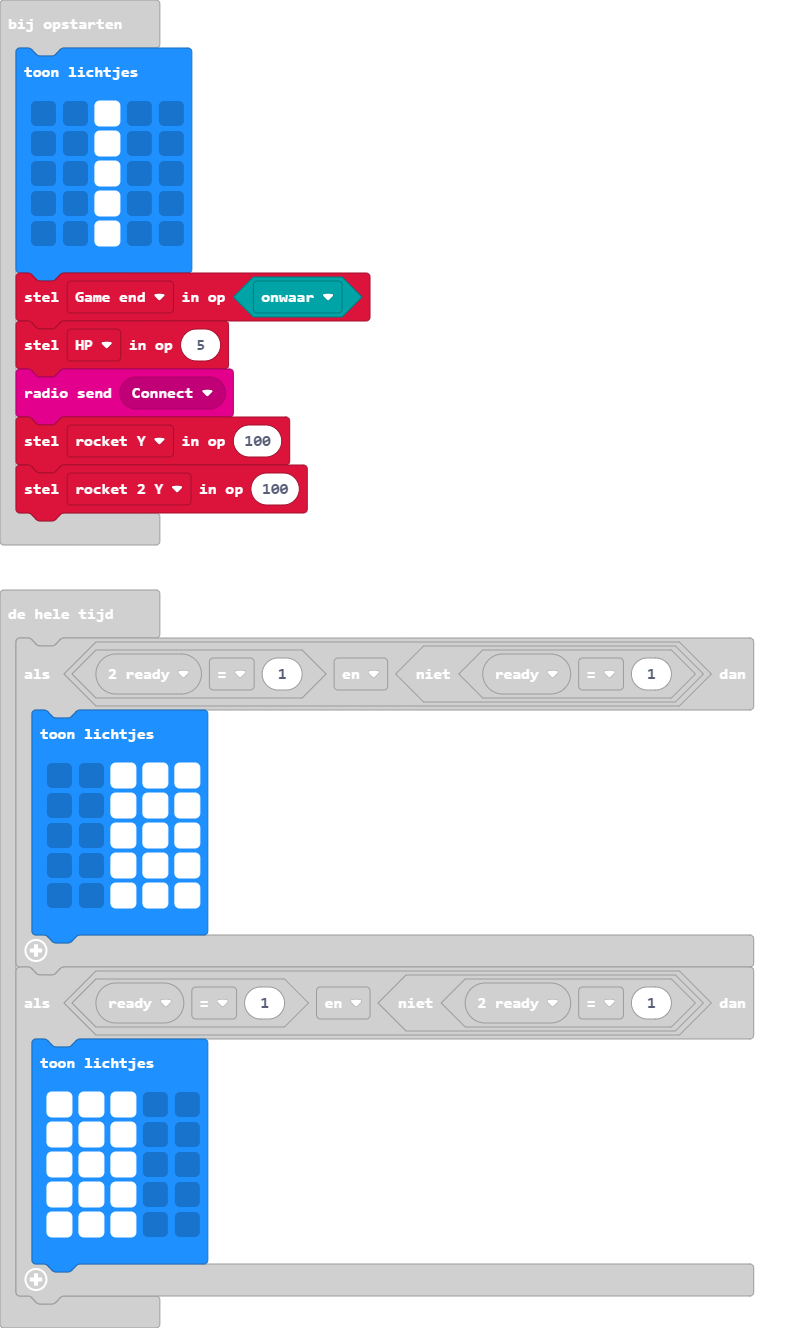 bij opstarten
toon lichtjes
stel Game end in op onwaar
stel HP in op 5
radio send Connect
stel rocket Y in op 100
stel rocket 2 Y in op 100
de hele tijd
als 2 ready = 1 en niet ready = 1 dan
toon lichtjes
als ready = 1 en niet 2 ready = 1 dan
toon lichtjes